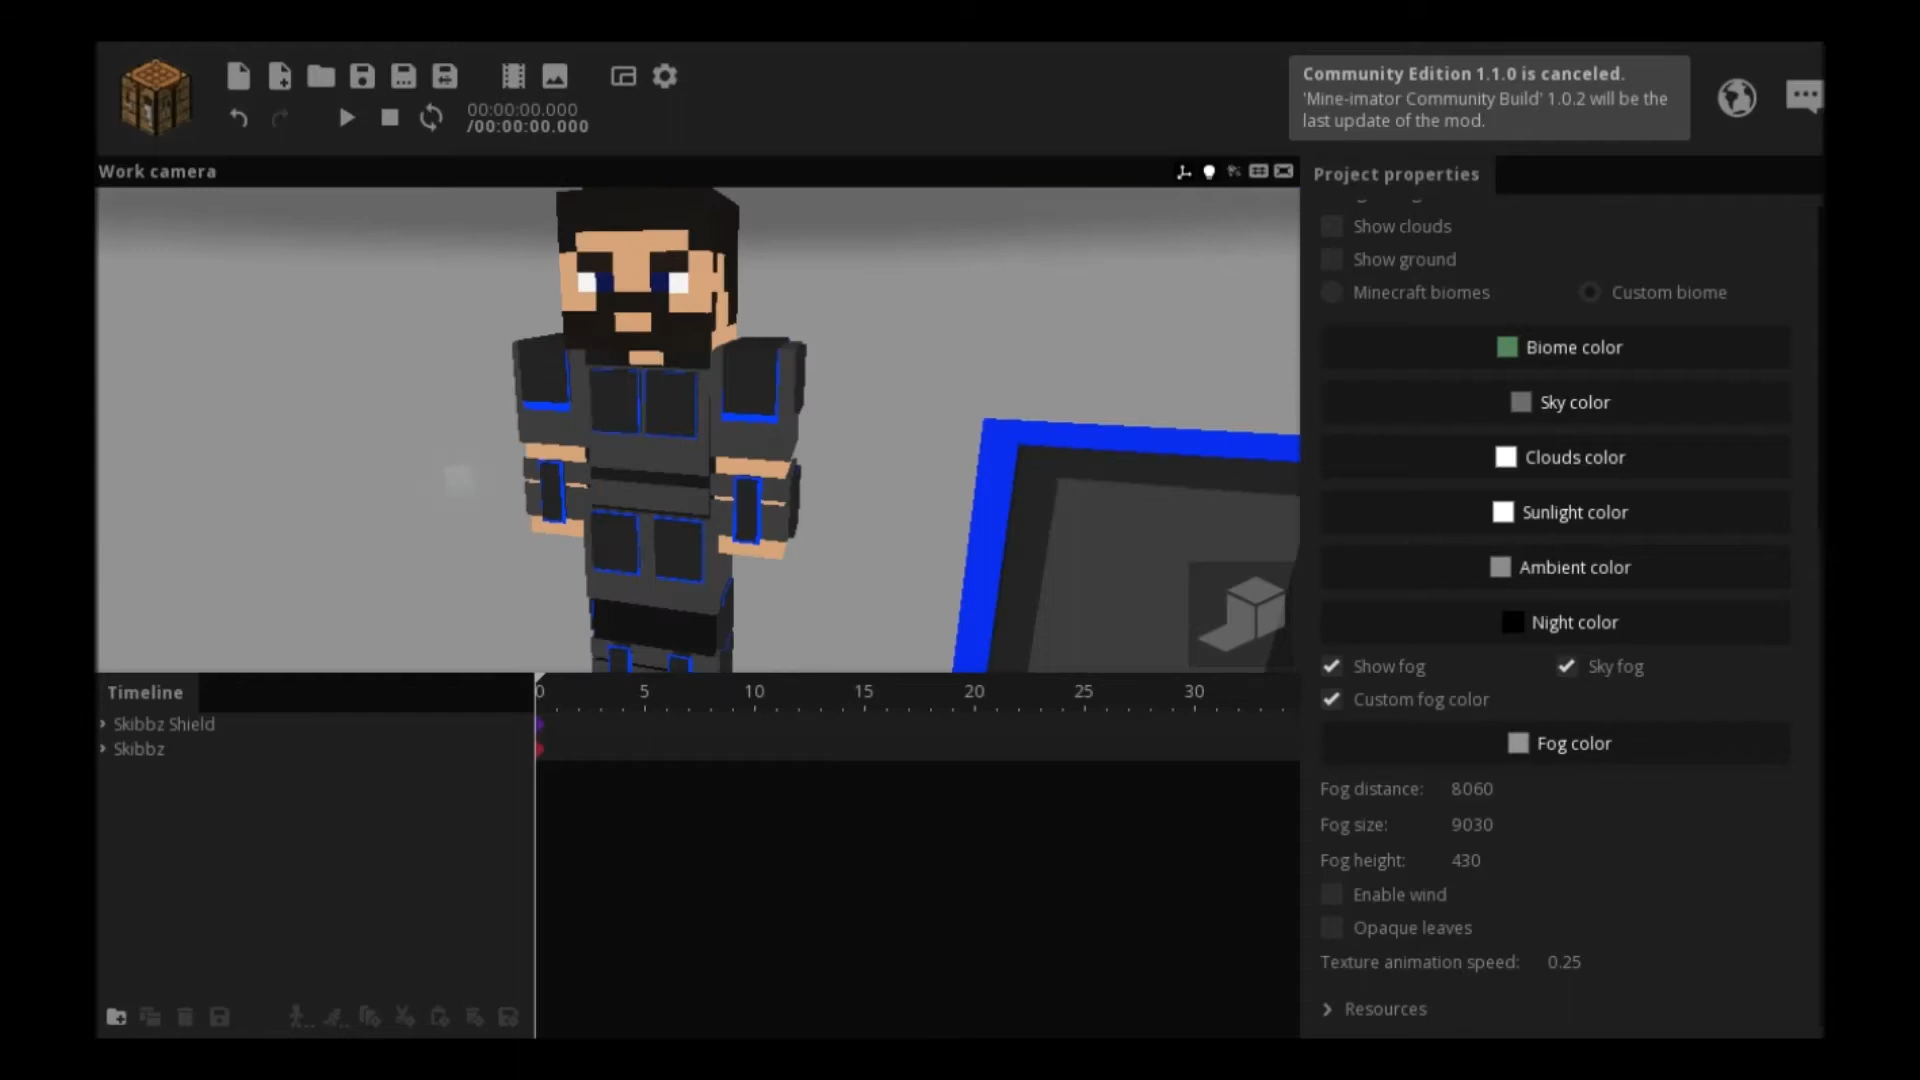 Community Edition 1.1.0 is canceled.
'Mine-imator Community Build' 1.0.2 will be the
last update of the mod.
00:00:00.000
/00:00:00.000
Work camera
Project properties
Show clouds
Show ground
Minecraft biomes
Custom biome
Biome color
Sky color
Clouds color
Sunlight color
Ambient color
Night color
Show fog
Sky fog
Custom fog color
Fog color
Fog distance: 8060
Fog size: 9030
Fog height: 430
Enable wind
Opaque leaves
Texture animation speed: 0.25
Resources
Timeline
0 5 10 15 20 25 30
Skibbz Shield
Skibbz